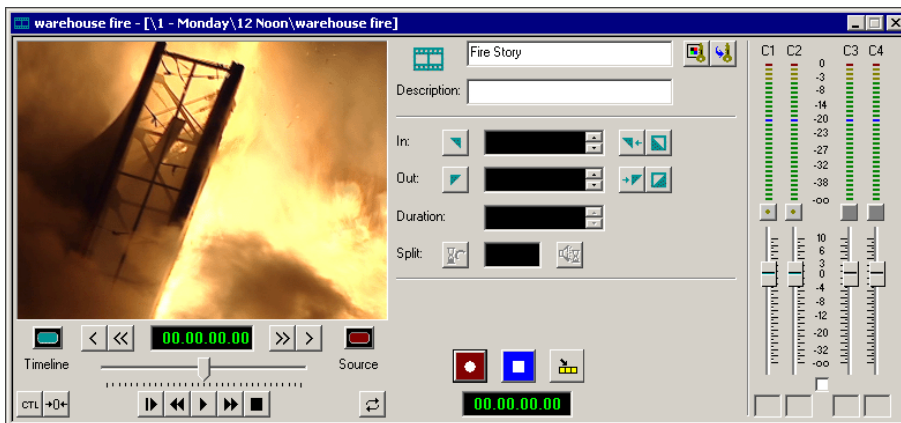 warehouse fire - [\1 - Monday\12 Noon\warehouse fire]
Fire Story
Description:
In:
Out:
Duration:
Split:
00.00.00.00
Timeline
Source
CTL
→0←
00.00.00.00
C1 C2 C3 C4
0
-3
-8
-14
-20
-23
-27
-32
-38
-oo
10
6
3
0
-4
-8
-12
-20
-32
-oo